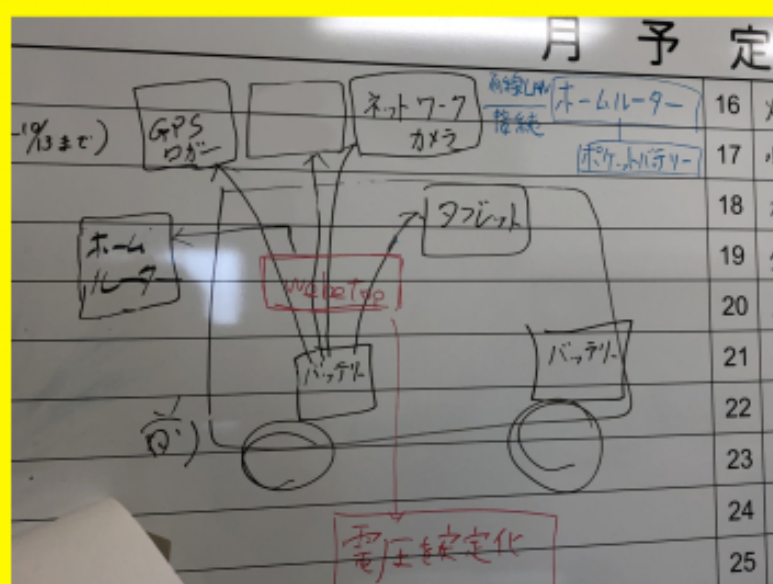 月予定
GPS
ロガー
ネットワーク
カメラ
有線LAN
接続
ホームルーター
ポケットバッテリー
16
17
18
19
20
21
22
23
24
25
ホーム
ルータ
タブレット
バッテリー
バッテリー
電圧を安定化